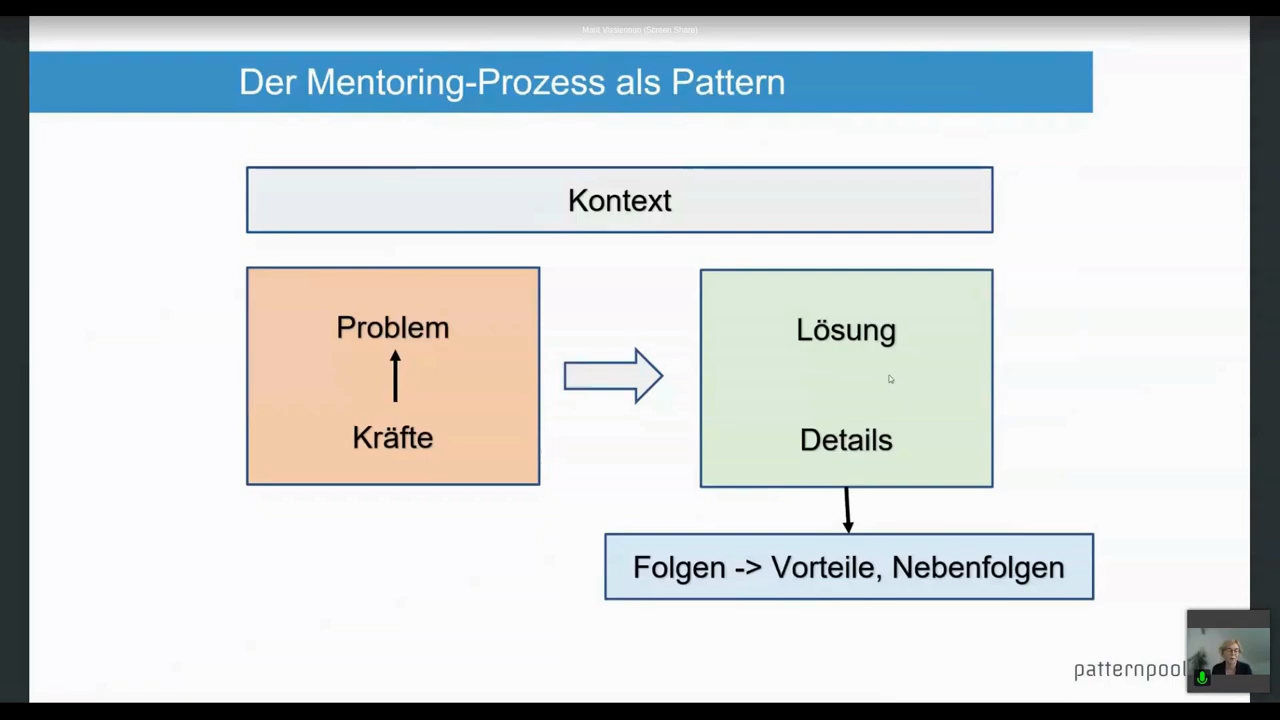 Der Mentoring-Prozess als Pattern
Kontext
Problem
Kräfte
Lösung
Details
Folgen -> Vorteile, Nebenfolgen
patternpool